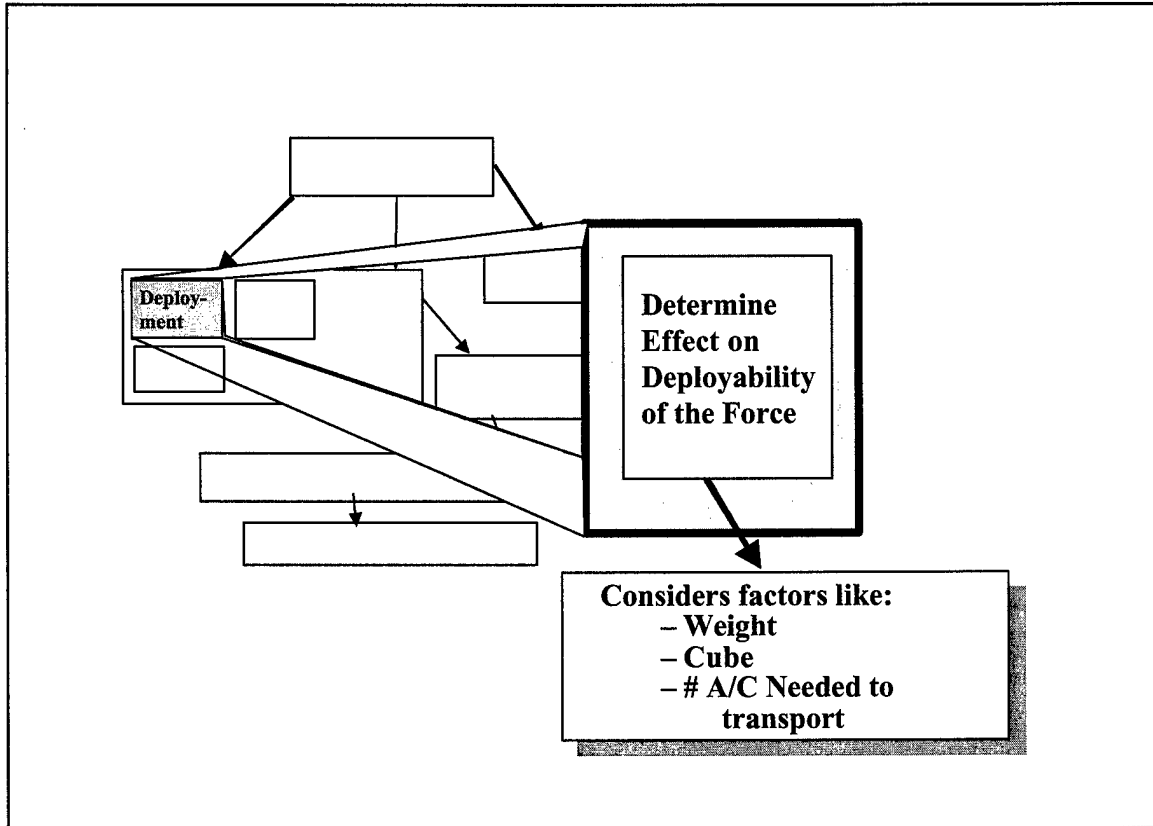 Deploy-
ment
Determine
Effect on
Deployability
of the Force
Considers factors like:
– Weight
– Cube
– # A/C Needed to
transport